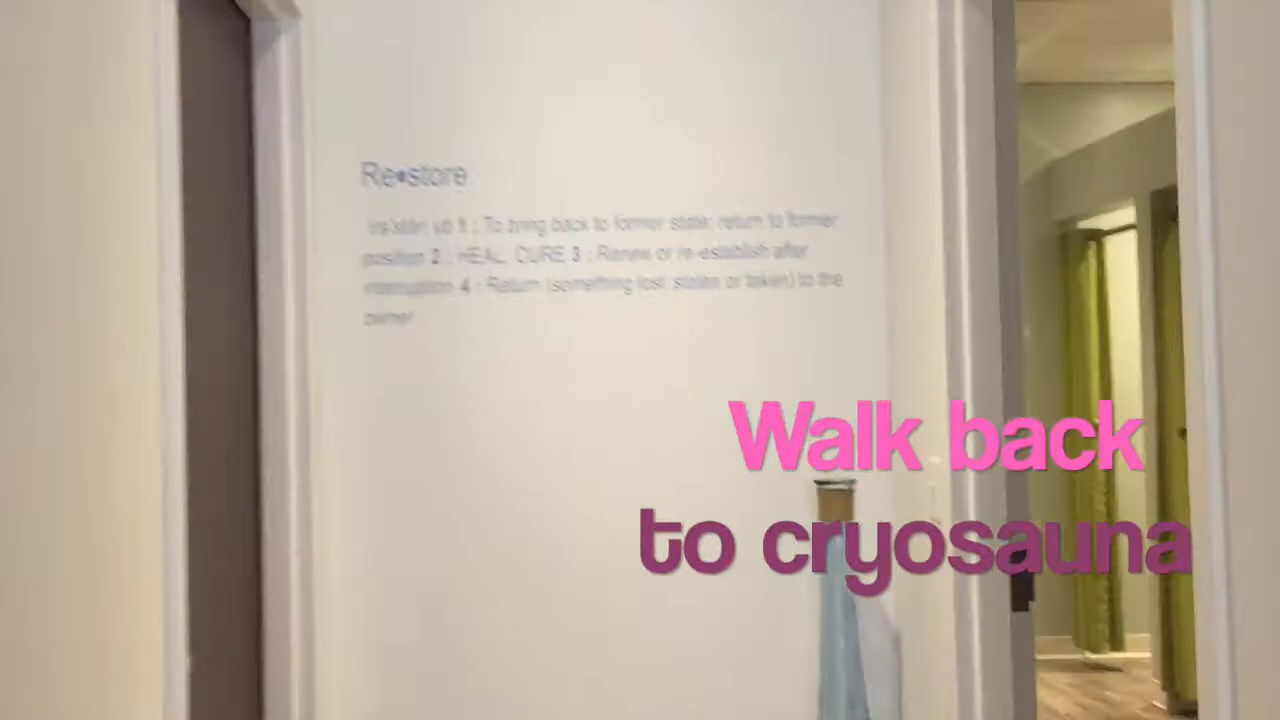 Re•store
1 : To bring back to former state; return to former
position 2 : HEAL, CURE 3 : Renew or re-establish after
interruption 4 : Return (something lost, stolen or taken) to the
owner
Walk back
to cryosauna